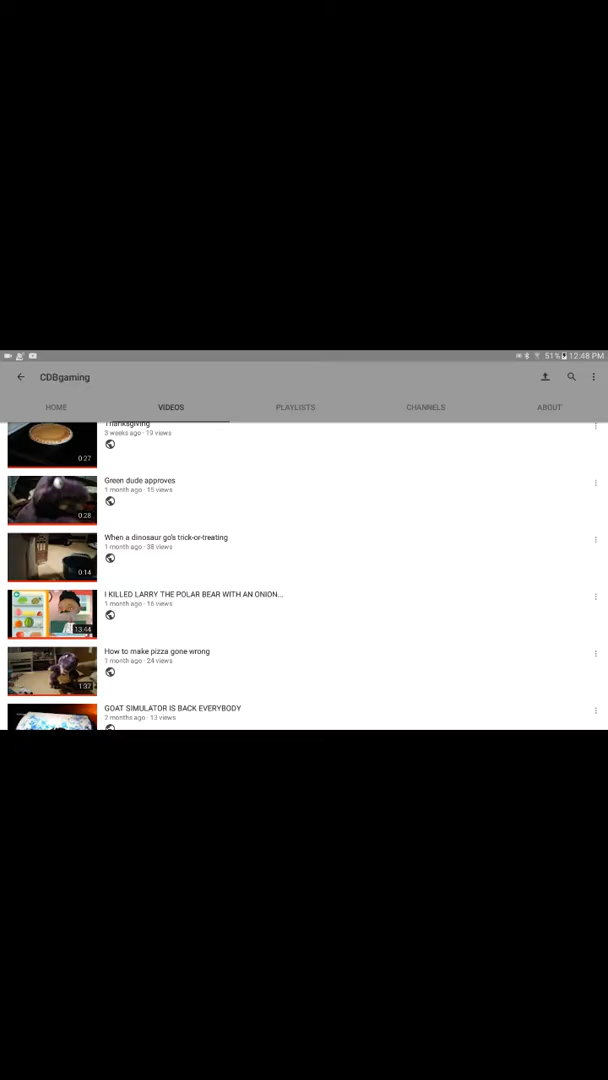 51% 12:48 PM
CDBgaming
HOME VIDEOS PLAYLISTS CHANNELS ABOUT
Thanksgiving
3 weeks ago · 19 views
0:27
Green dude approves
1 month ago · 15 views
0:28
When a dinosaur go's trick-or-treating
1 month ago · 38 views
0:14
I KILLED LARRY THE POLAR BEAR WITH AN ONION...
1 month ago · 16 views
13:44
How to make pizza gone wrong
1 month ago · 24 views
1:37
GOAT SIMULATOR IS BACK EVERYBODY
2 months ago · 13 views